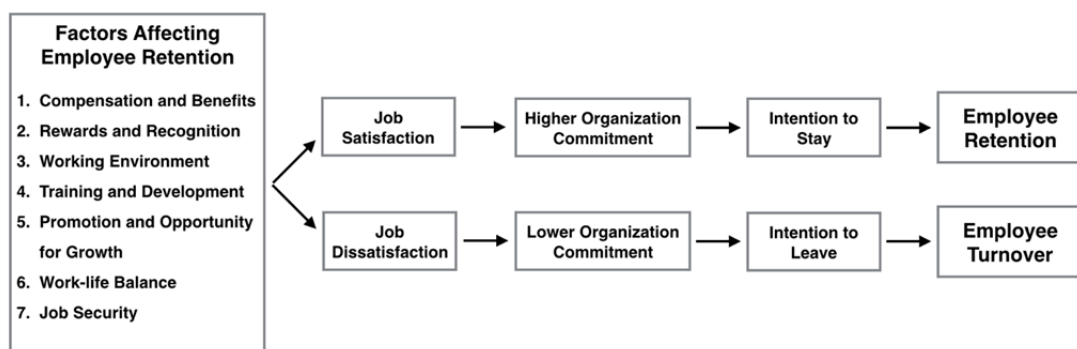 Factors Affecting
Employee Retention
1. Compensation and Benefits
2. Rewards and Recognition
3. Working Environment
4. Training and Development
5. Promotion and Opportunity
for Growth
6. Work-life Balance
7. Job Security
Job
Satisfaction
Higher Organization
Commitment
Intention to
Stay
Employee
Retention
Job
Dissatisfaction
Lower Organization
Commitment
Intention to
Leave
Employee
Turnover